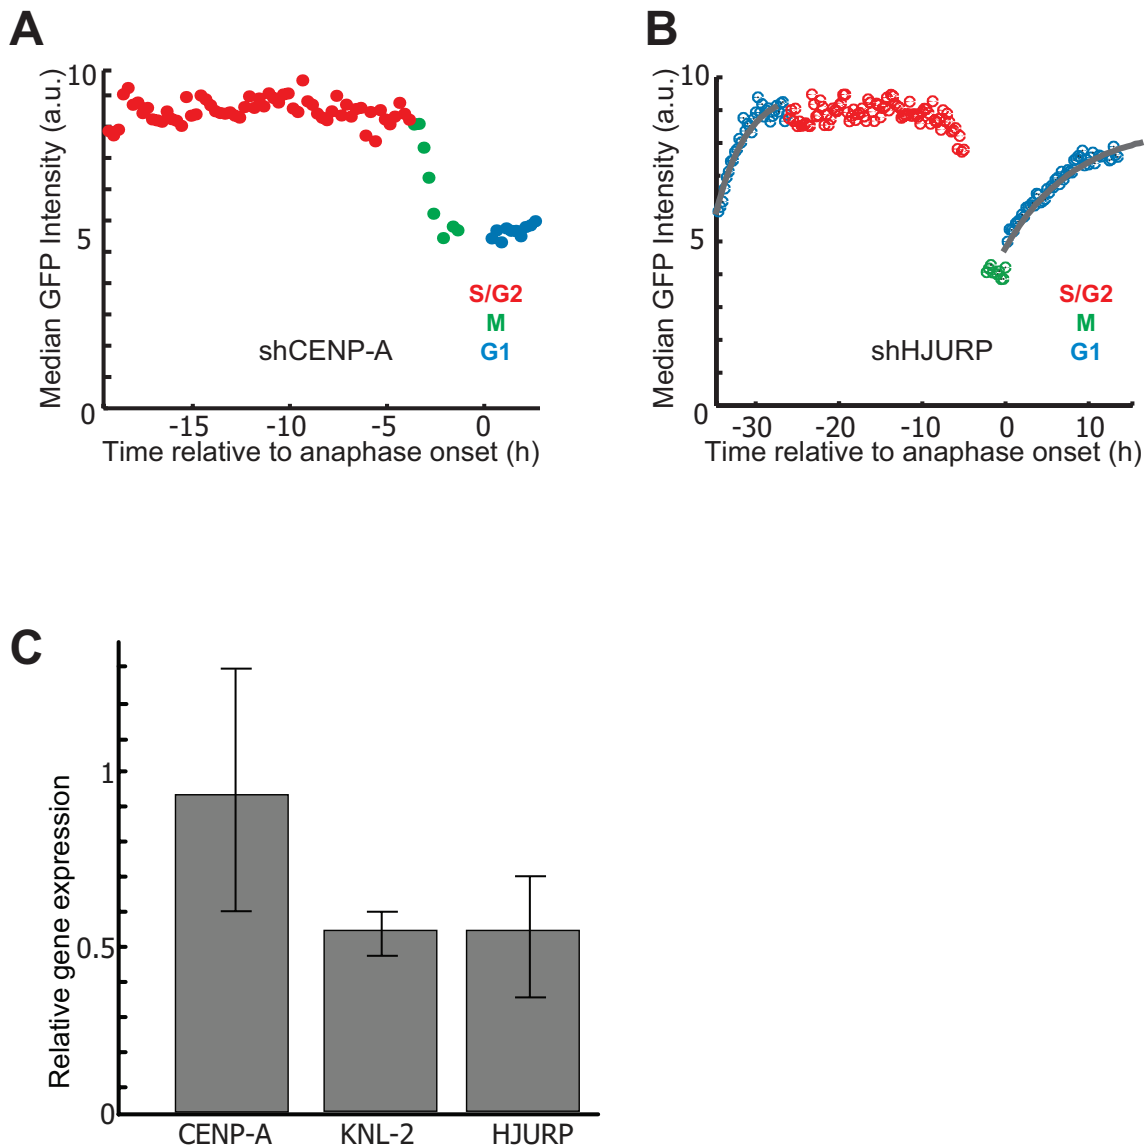 A
Median GFP Intensity (a.u.)
10
5
0
S/G2
M
G1
shCENP-A
-15 -10 -5 0
Time relative to anaphase onset (h)
B
Median GFP Intensity (a.u.)
10
5
0
S/G2
M
G1
shHJURP
-30 -20 -10 0 10
Time relative to anaphase onset (h)
C
Relative gene expression
1
0.5
0
CENP-A KNL-2 HJURP